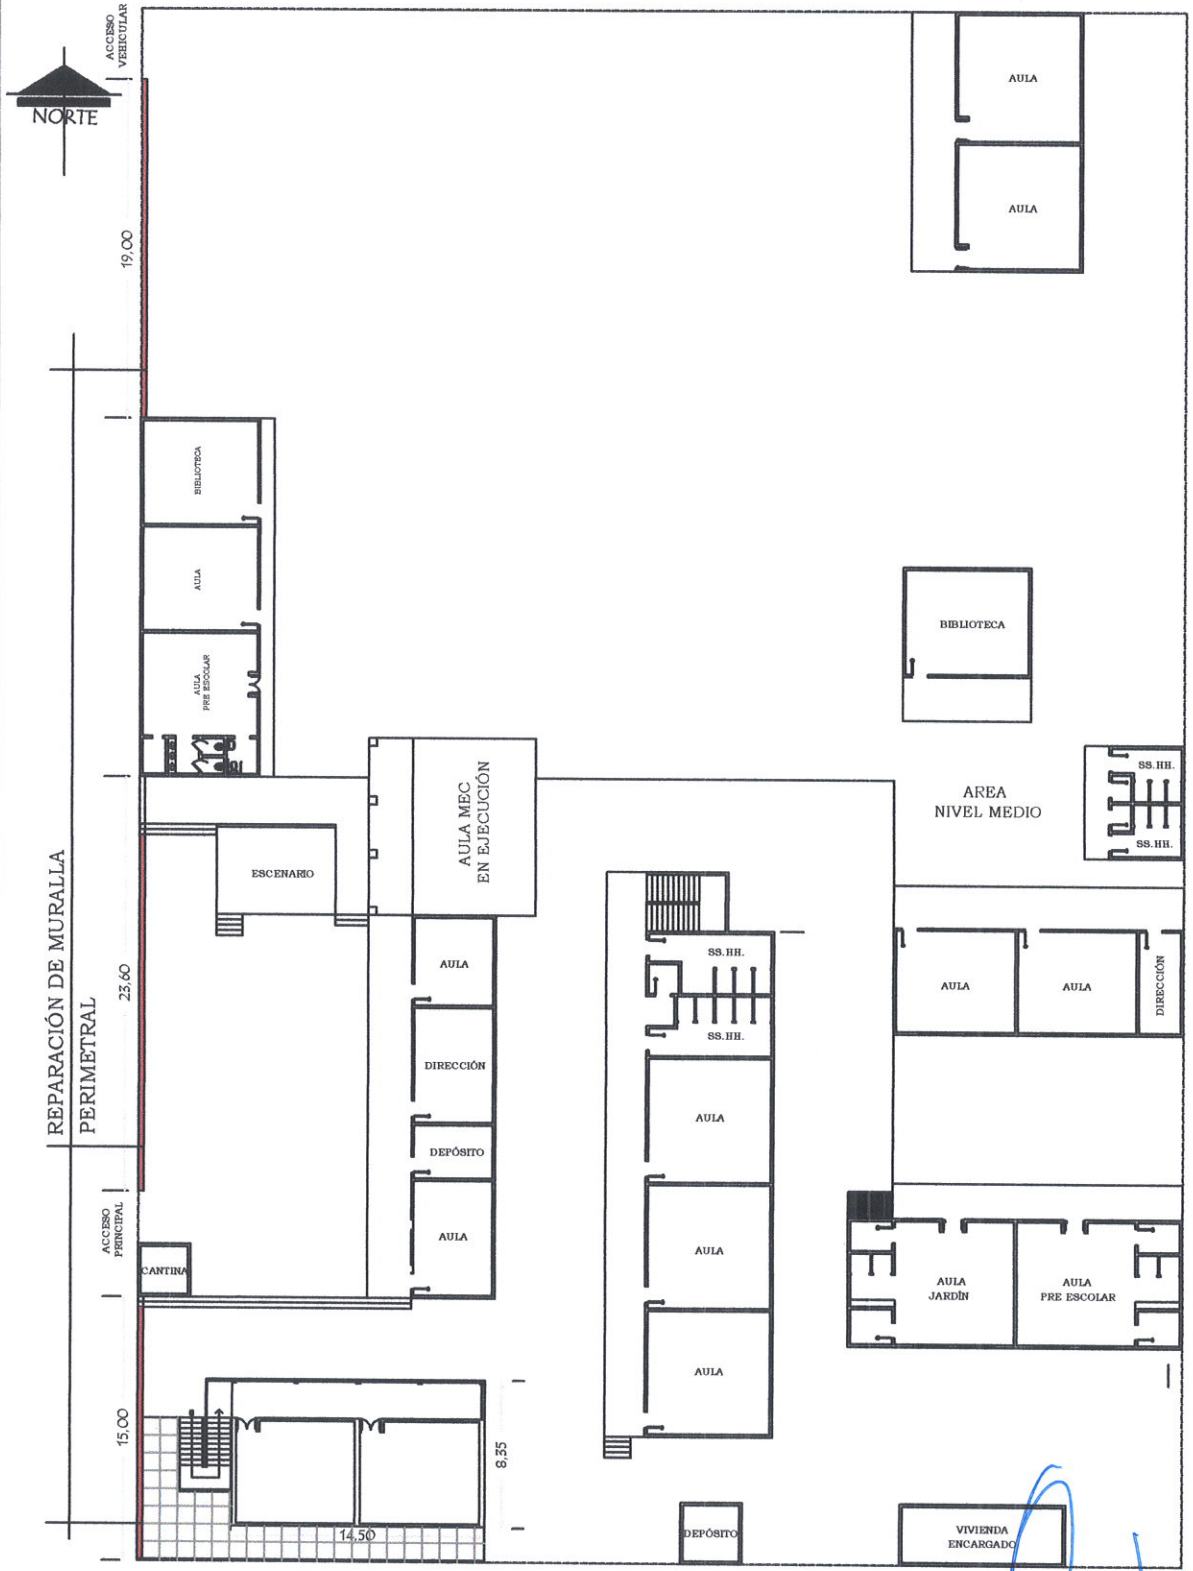 ACCESO
VEHICULAR
NORTE
AULA
AULA
19,00
REPARACIÓN DE MURALLA
PERIMETRAL
BIBLIOTECA
AULA
AULA
PRE ESCOLAR
BIBLIOTECA
AULA MEC
EN EJECUCIÓN
AREA
NIVEL MEDIO
SS.HH.
SS.HH.
ESCENARIO
23,60
AULA
DIRECCIÓN
DEPÓSITO
AULA
SS.HH.
SS.HH.
AULA
AULA
AULA
AULA
AULA
DIRECCIÓN
ACCESO
PRINCIPAL
CANTINA
AULA
JARDÍN
AULA
PRE ESCOLAR
15,00
8,35
14,50
DEPÓSITO
VIVIENDA
ENCARGADO